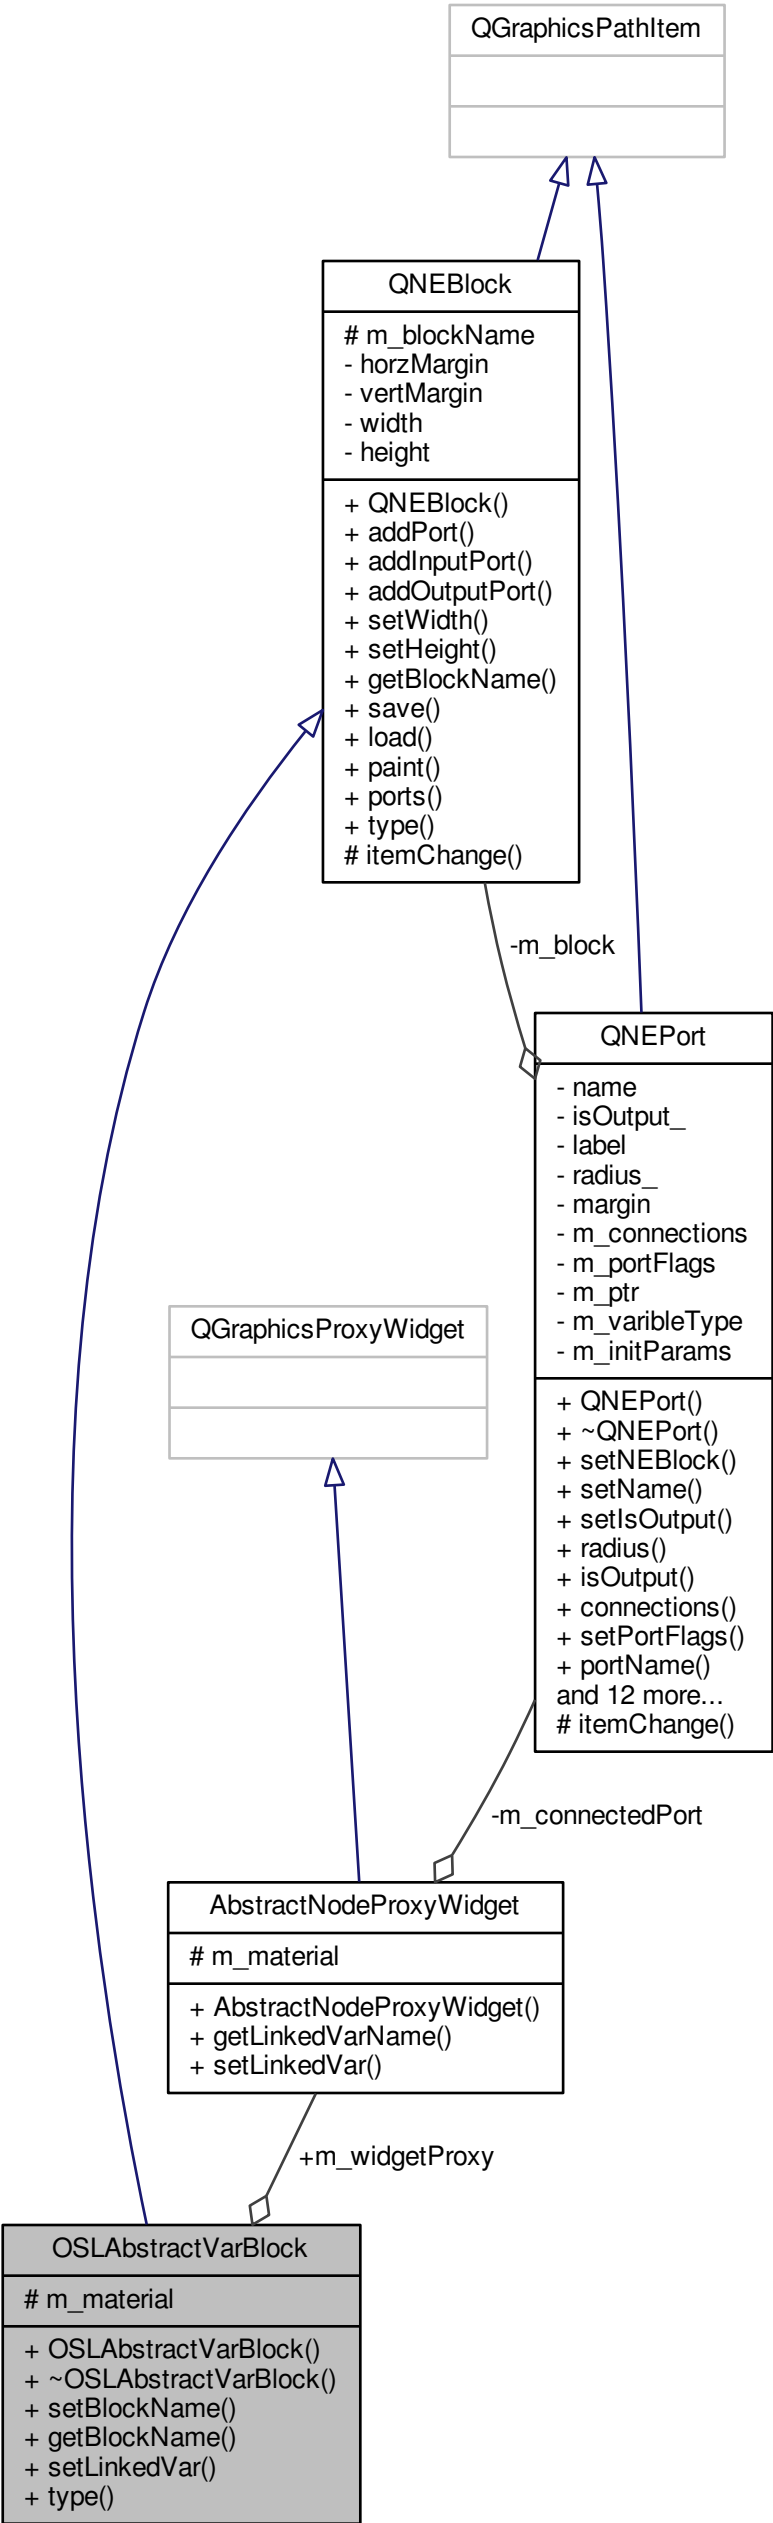 QGraphicsPathItem
QNEBlock
# m_blockName
- horzMargin
- vertMargin
- width
- height
+ QNEBlock()
+ addPort()
+ addInputPort()
+ addOutputPort()
+ setWidth()
+ setHeight()
+ getBlockName()
+ save()
+ load()
+ paint()
+ ports()
+ type()
# itemChange()
-m_block
QNEPort
- name
- isOutput_
- label
- radius_
- margin
- m_connections
- m_portFlags
- m_ptr
- m_varibleType
- m_initParams
+ QNEPort()
+ ~QNEPort()
+ setNEBlock()
+ setName()
+ setIsOutput()
+ radius()
+ isOutput()
+ connections()
+ setPortFlags()
+ portName()
and 12 more...
# itemChange()
QGraphicsProxyWidget
-m_connectedPort
AbstractNodeProxyWidget
# m_material
+ AbstractNodeProxyWidget()
+ getLinkedVarName()
+ setLinkedVar()
+m_widgetProxy
OSLAbstractVarBlock
# m_material
+ OSLAbstractVarBlock()
+ ~OSLAbstractVarBlock()
+ setBlockName()
+ getBlockName()
+ setLinkedVar()
+ type()